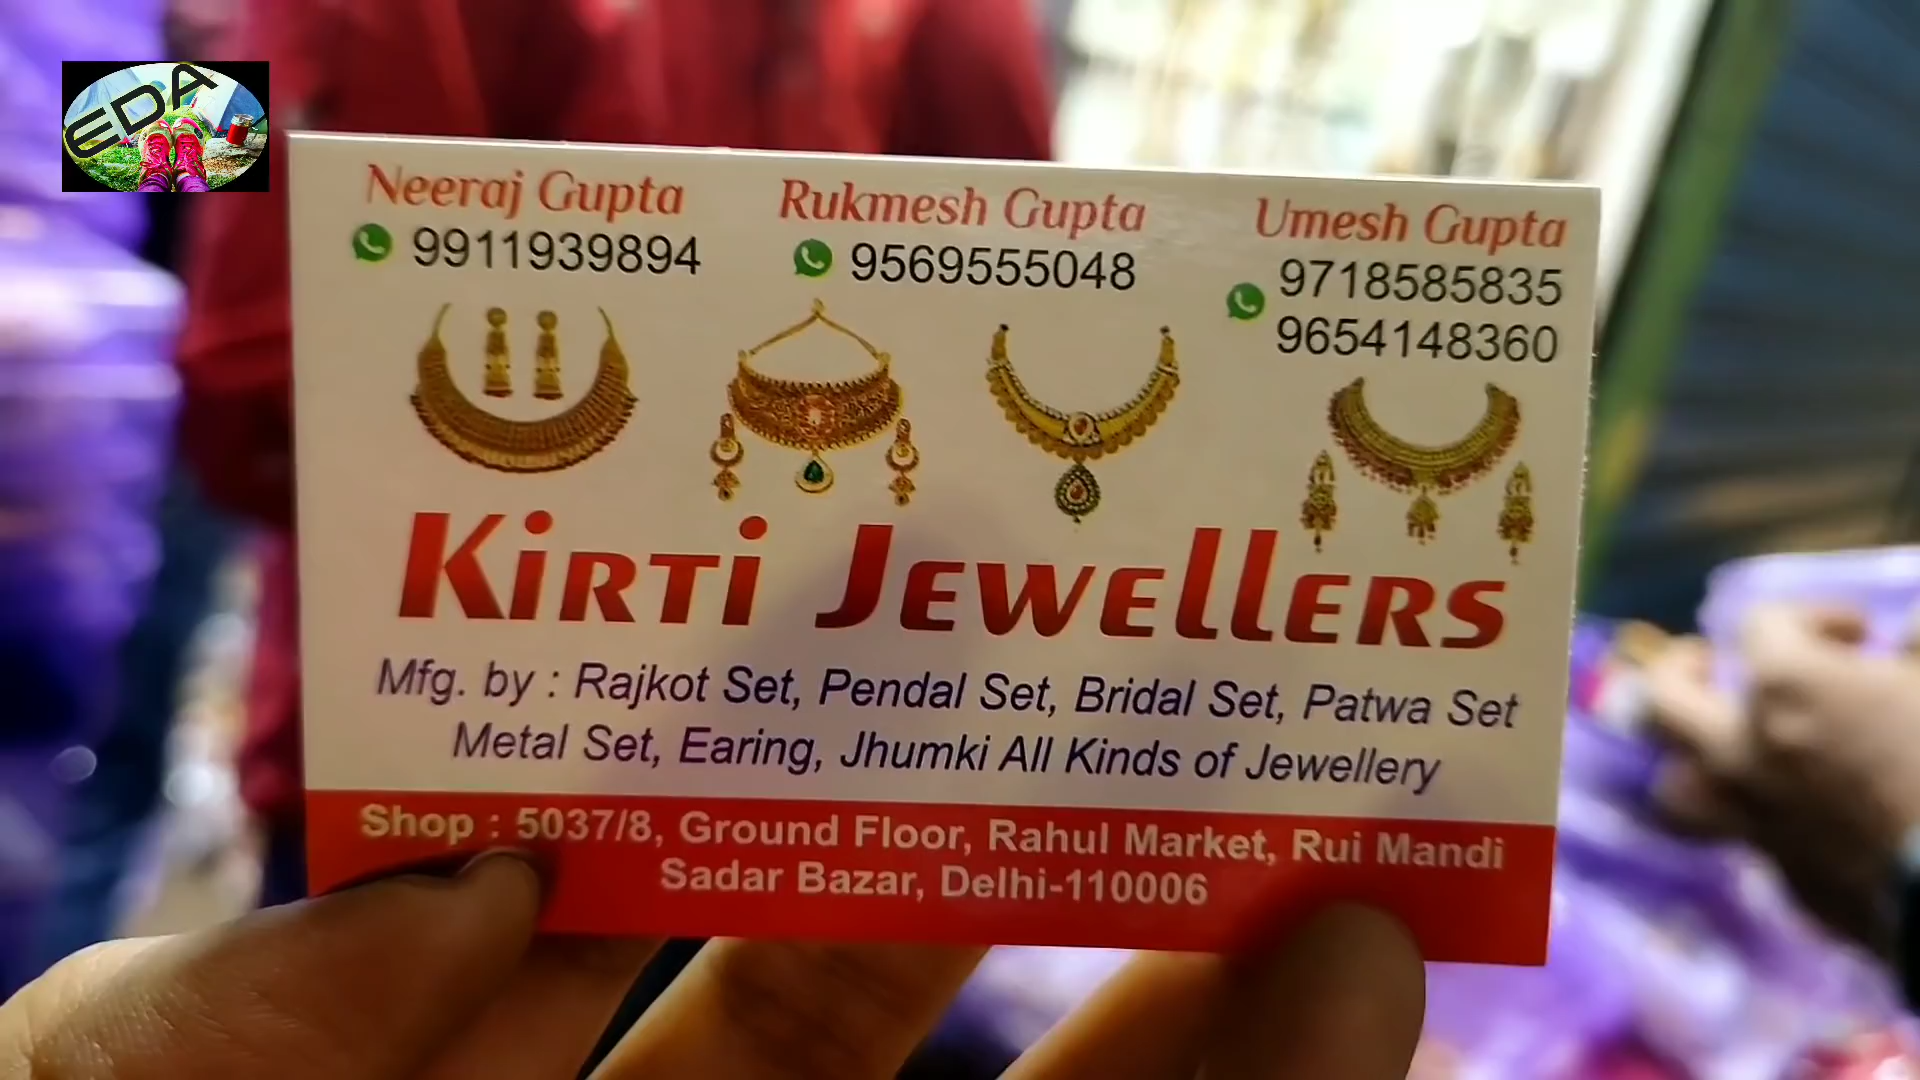 EDA
Neeraj Gupta
9911939894
Rukmesh Gupta
9569555048
Umesh Gupta
9718585835
9654148360
Kirti Jewellers
Mfg. by : Rajkot Set, Pendal Set, Bridal Set, Patwa Set
Metal Set, Earing, Jhumki All Kinds of Jewellery
Shop : 5037/8, Ground Floor, Rahul Market, Rui Mandi
Sadar Bazar, Delhi-110006